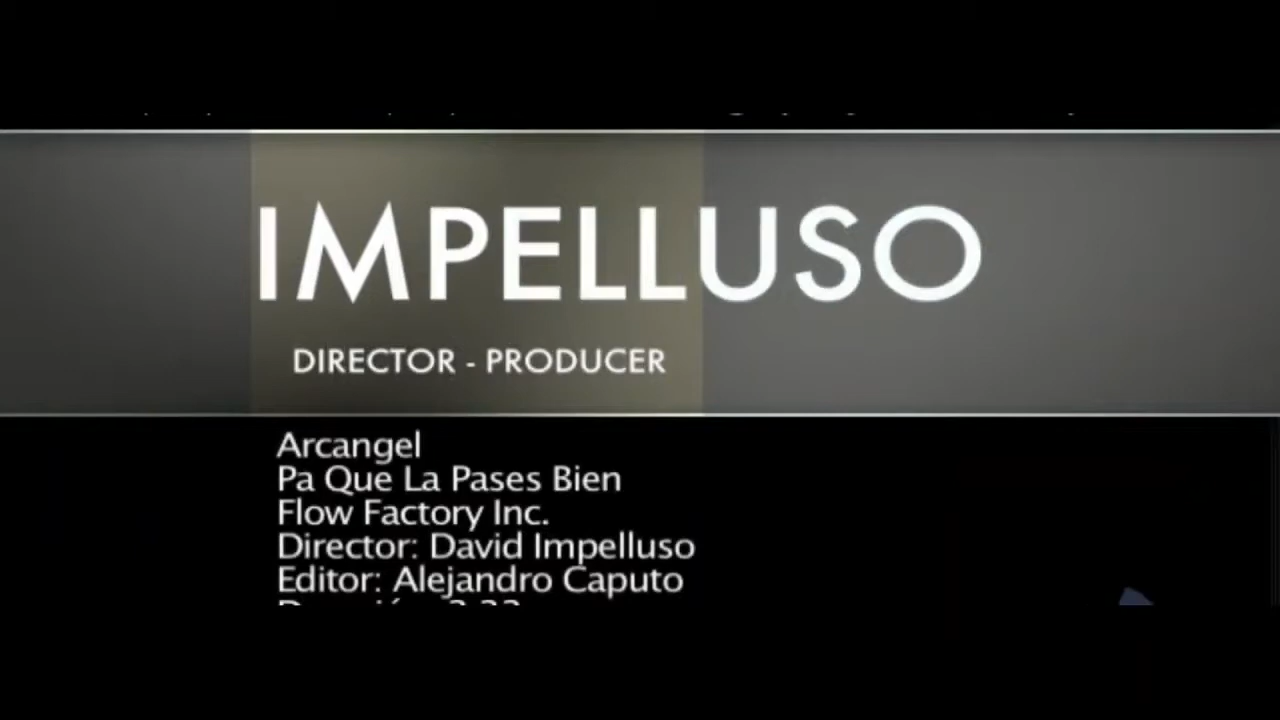 IMPELLUSO
DIRECTOR - PRODUCER
Arcangel
Pa Que La Pases Bien
Flow Factory Inc.
Director: David Impelluso
Editor: Alejandro Caputo